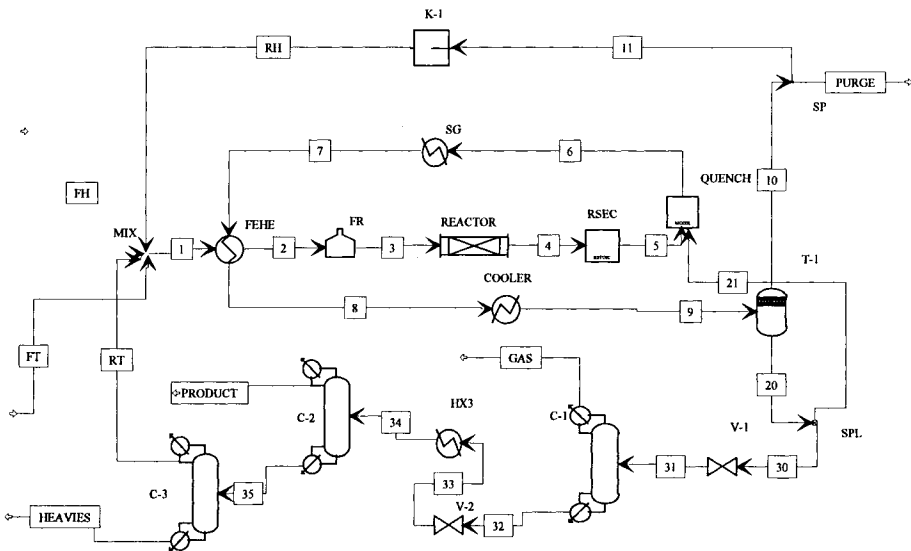 K-1
RH
11
PURGE
SP
SG
7
6
QUENCH
10
FH
FEHE
FR
REACTOR
RSEC
MIX
1
2
3
4
5
T-1
21
COOLER
8
9
FT
RT
GAS
20
PRODUCT
C-2
34
HX3
C-1
V-1
SPL
C-3
35
33
31
30
V-2
32
HEAVIES